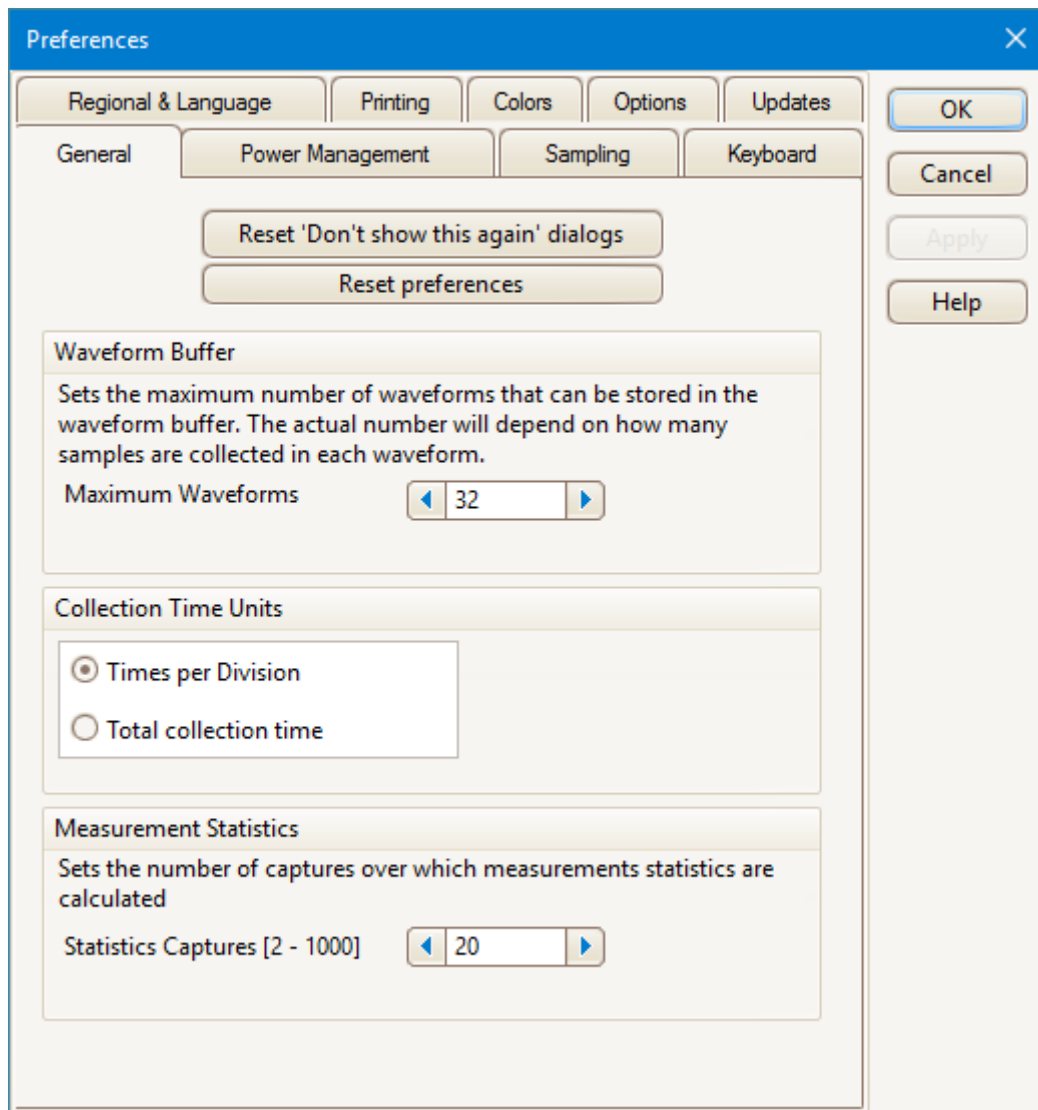 Preferences
Regional & Language
Printing
Colors
Options
Updates
General
Power Management
Sampling
Keyboard
OK
Cancel
Apply
Help
Reset 'Don't show this again' dialogs
Reset preferences
Waveform Buffer
Sets the maximum number of waveforms that can be stored in the
waveform buffer. The actual number will depend on how many
samples are collected in each waveform.
Maximum Waveforms 32
Collection Time Units
Times per Division
Total collection time
Measurement Statistics
Sets the number of captures over which measurements statistics are
calculated
Statistics Captures [2 - 1000] 20